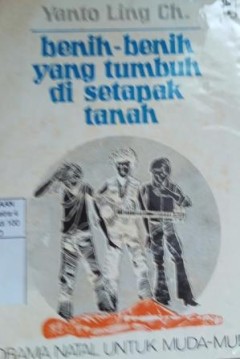 Yanto Ling Ch.
benih-benih
yang tumbuh
di setapak
tanah
DRAMA NATAL UNTUK MUDA-MU